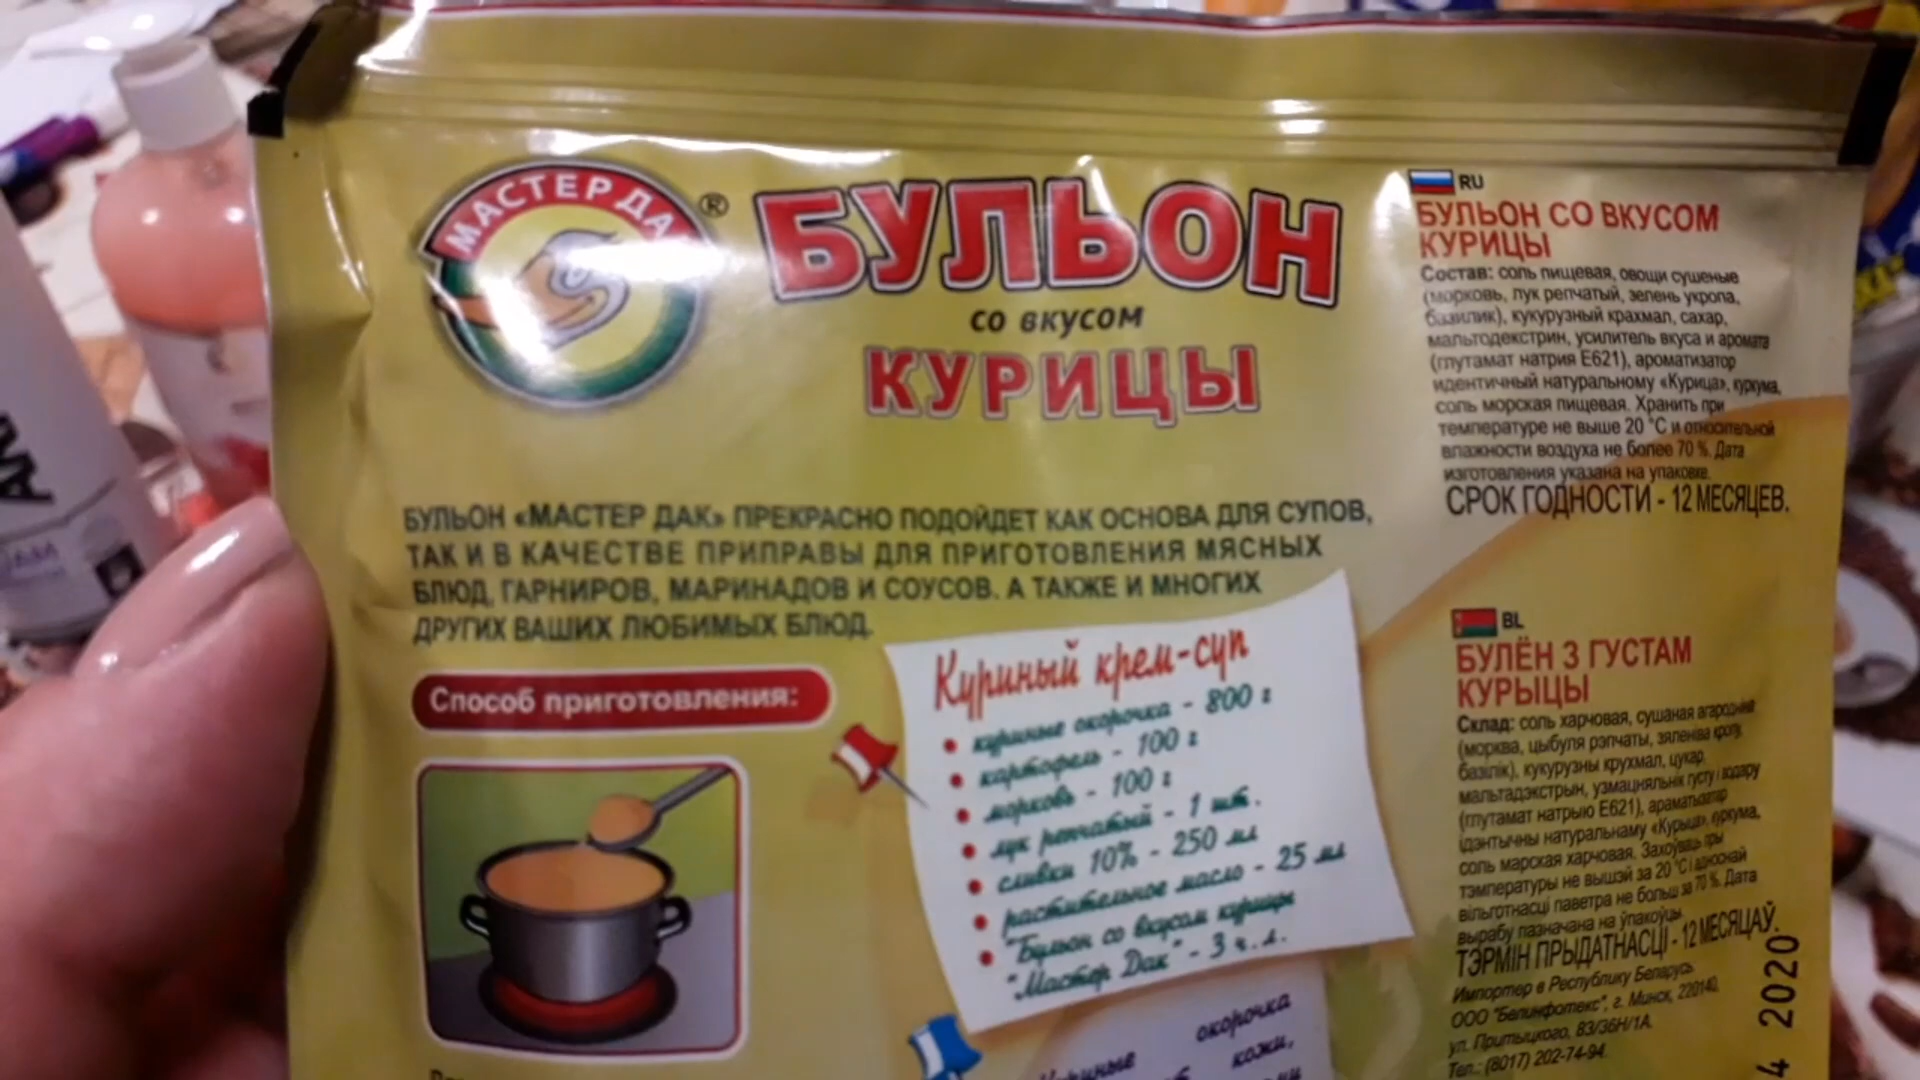 МАСТЕР ДАК
®
БУЛЬОН
со вкусом
КУРИЦЫ
БУЛЬОН «МАСТЕР ДАК» ПРЕКРАСНО ПОДОЙДЕТ КАК ОСНОВА ДЛЯ СУПОВ,
ТАК И В КАЧЕСТВЕ ПРИПРАВЫ ДЛЯ ПРИГОТОВЛЕНИЯ МЯСНЫХ
БЛЮД, ГАРНИРОВ, МАРИНАДОВ И СОУСОВ. А ТАКЖЕ И МНОГИХ
ДРУГИХ ВАШИХ ЛЮБИМЫХ БЛЮД.
Способ приготовления:
Куриный крем-суп
• куриные окорочка - 800 г
• картофель - 100 г
• морковь - 100 г
• лук репчатый - 1 шт.
• сливки 10% - 250 мл
• растительное масло - 25 мл
• "Бульон со вкусом курицы
"Мастер Дак" - 3 ч.л.
окорочка
кожи,
RU
БУЛЬОН СО ВКУСОМ
КУРИЦЫ
Состав: соль пищевая, овощи сушеные
(морковь, лук репчатый, зелень укропа,
базилик), кукурузный крахмал, сахар,
мальтодекстрин, усилитель вкуса и аромата
(глутамат натрия Е621), ароматизатор
идентичный натуральному «Курица», куркума,
соль морская пищевая. Хранить при
температуре не выше 20 °С и относительной
влажности воздуха не более 70 %. Дата
изготовления указана на упаковке.
СРОК ГОДНОСТИ - 12 МЕСЯЦЕВ.
BL
БУЛЁН З ГУСТАМ
КУРЫЦЫ
Склад: соль харчовая, сушаная агародніна
(морква, цыбуля рэпчаты, зеляніва кропу,
базілік), кукурузны крухмал, цукар,
мальтадэкстрын, узмацняльнік густу і водару
(глутамат натрыю Е621), араматызатар
ідэнтычны натуральнаму «Курыца», куркума,
соль марская харчовая. Захоўваць пры
тэмпературы не вышэй за 20 °С і адноснай
вільготнасці паветра не больш за 70 %. Дата
вырабу пазначана на ўпакоўцы.
ТЭРМІН ПРЫДАТНАСЦІ - 12 МЕСЯЦАЎ.
Импортер в Республику Беларусь
ООО "Белинфотекс", г. Минск, 220140,
ул. Притыцкого, 83/36Н/1А.
Тел.: (8017) 202-74-94.
4 2020